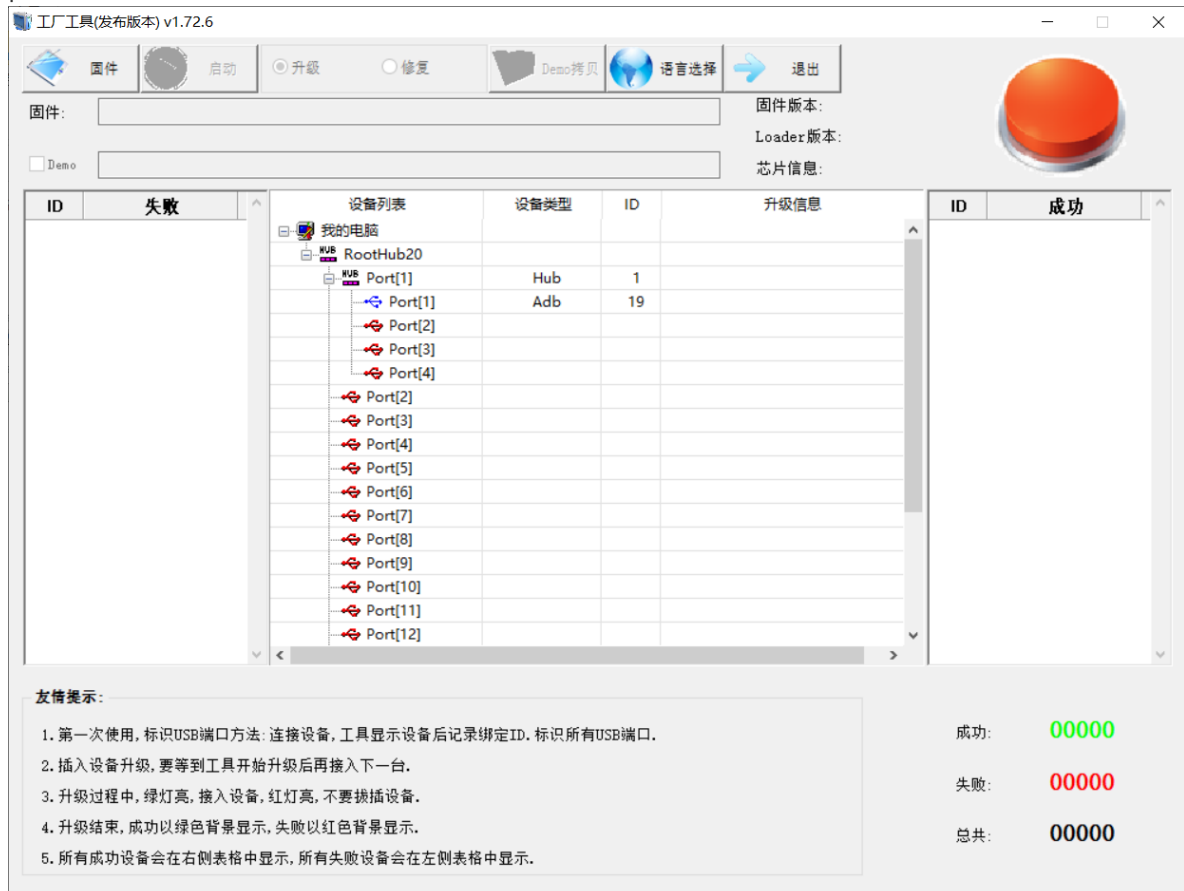 工厂工具(发布版本) v1.72.6
固件 启动 升级 修复 Demo拷贝 语言选择 退出
固件:
固件版本:
Loader版本:
Demo
芯片信息:
ID 失败
设备列表 设备类型 ID 升级信息
ID 成功
我的电脑
RootHub20
Port[1] Hub 1
Port[1] Adb 19
Port[2]
Port[3]
Port[4]
Port[2]
Port[3]
Port[4]
Port[5]
Port[6]
Port[7]
Port[8]
Port[9]
Port[10]
Port[11]
Port[12]
友情提示:
1.第一次使用,标识USB端口方法:连接设备,工具显示设备后记录绑定ID.标识所有USB端口.
2.插入设备升级,要等到工具开始升级后再接入下一台.
3.升级过程中,绿灯亮,接入设备,红灯亮,不要拔插设备.
4.升级结束,成功以绿色背景显示,失败以红色背景显示.
5.所有成功设备会在右侧表格中显示,所有失败设备会在左侧表格中显示.
成功: 00000
失败: 00000
总共: 00000